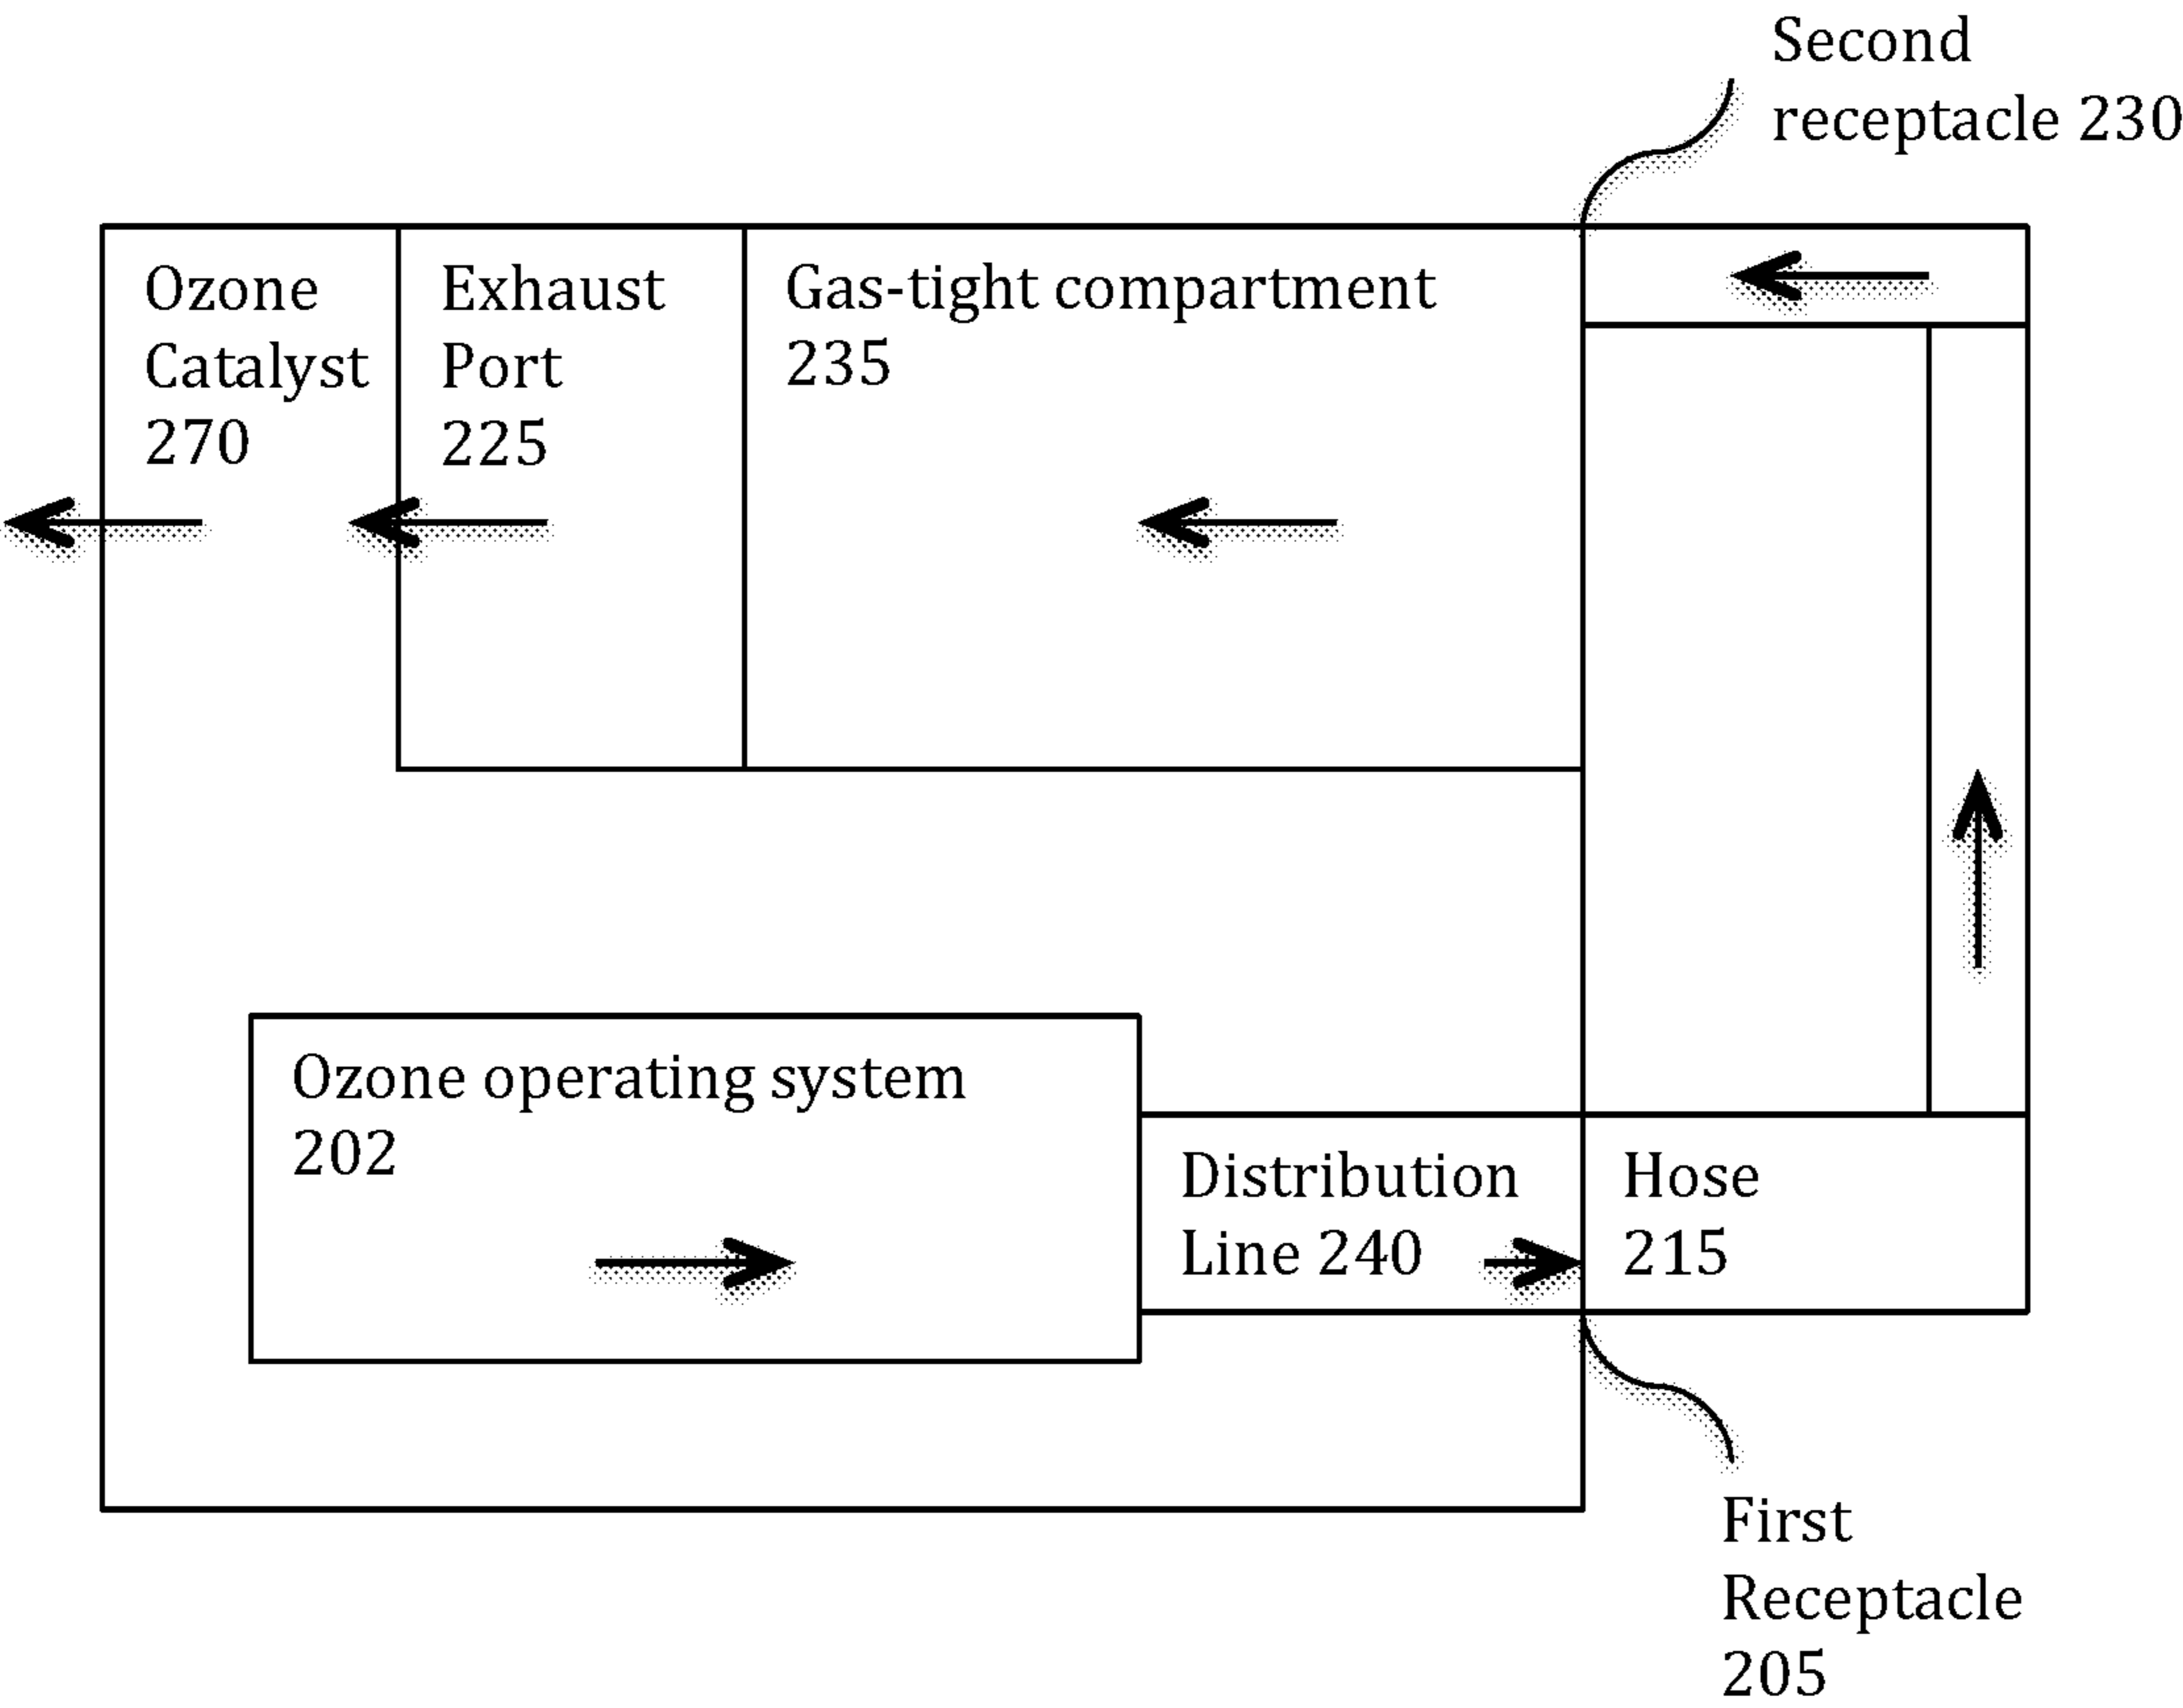 Second
receptacle 230
Ozone
Catalyst
270
Exhaust
Port
225
Gas-tight compartment
235
Ozone operating system
202
Distribution
Line 240
Hose
215
First
Receptacle
205